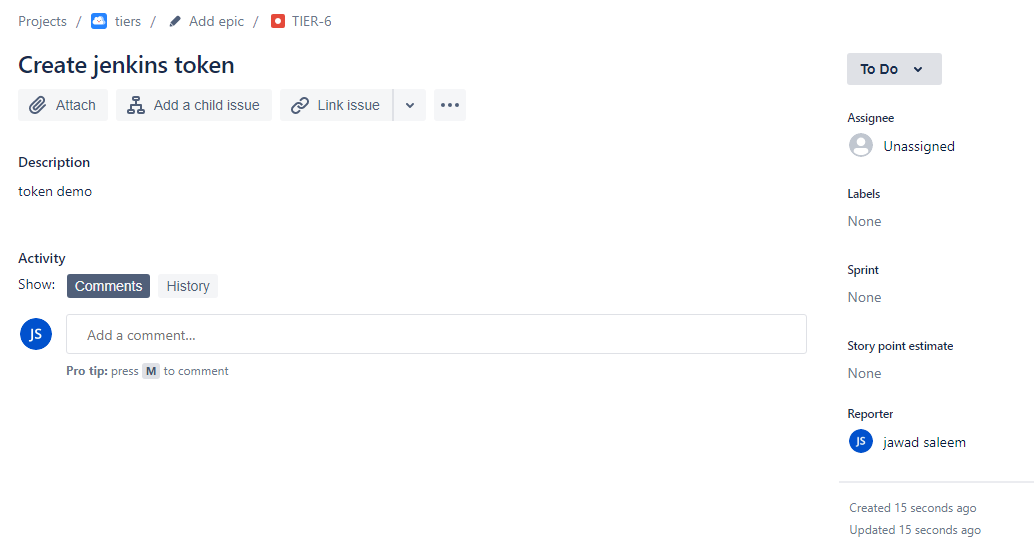 Projects / tiers / Add epic / TIER-6
Create jenkins token
To Do
Attach Add a child issue Link issue
Assignee
Unassigned
Description
token demo
Labels
None
Activity
Show: Comments History
Sprint
None
JS Add a comment...
Pro tip: press M to comment
Story point estimate
None
Reporter
JS jawad saleem
Created 15 seconds ago
Updated 15 seconds ago